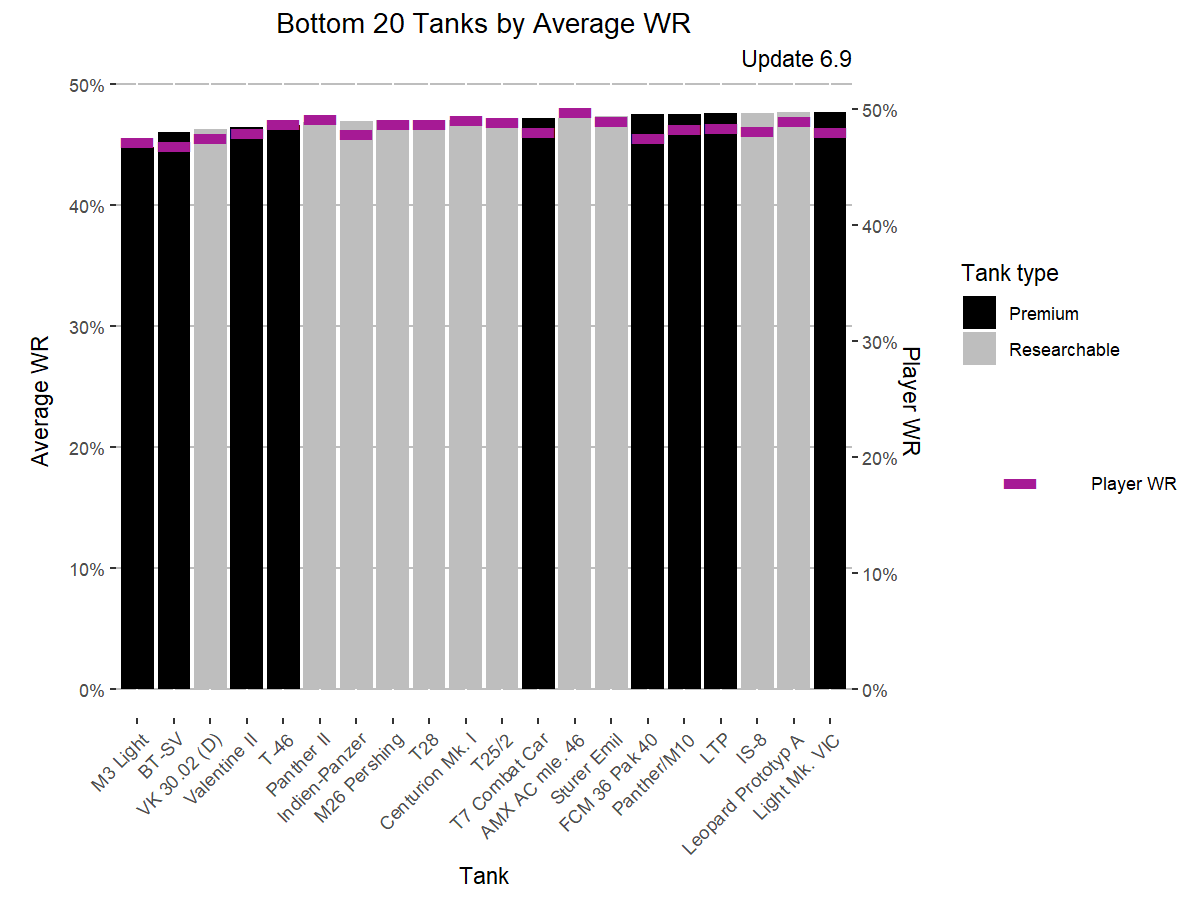 Bottom 20 Tanks by Average WR
Update 6.9
50%
40%
30%
20%
10%
0%
Average WR
50%
40%
30%
20%
10%
0%
Player WR
M3 Light
BT-SV
VK 30.02 (D)
Valentine II
T-46
Panther II
Indien-Panzer
M26 Pershing
T28
Centurion Mk. I
T25/2
T7 Combat Car
AMX AC mle. 46
Sturer Emil
FCM 36 Pak 40
Panther/M10
LTP
IS-8
Leopard Prototyp A
Light Mk. VIC
Tank
Tank type
Premium
Researchable
Player WR